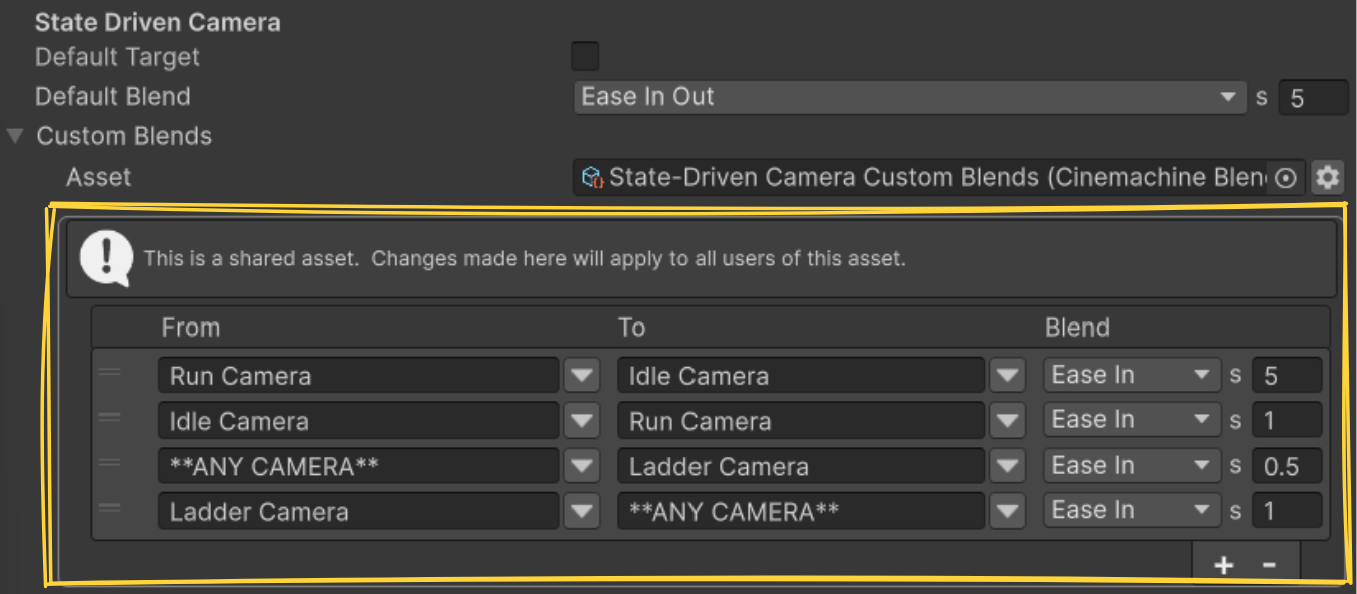 State Driven Camera
Default Target
Default Blend Ease In Out s 5
Custom Blends
Asset State-Driven Camera Custom Blends (Cinemachine Blen
This is a shared asset. Changes made here will apply to all users of this asset.
From To Blend
Run Camera Idle Camera Ease In s 5
Idle Camera Run Camera Ease In s 1
**ANY CAMERA** Ladder Camera Ease In s 0.5
Ladder Camera **ANY CAMERA** Ease In s 1
+ -